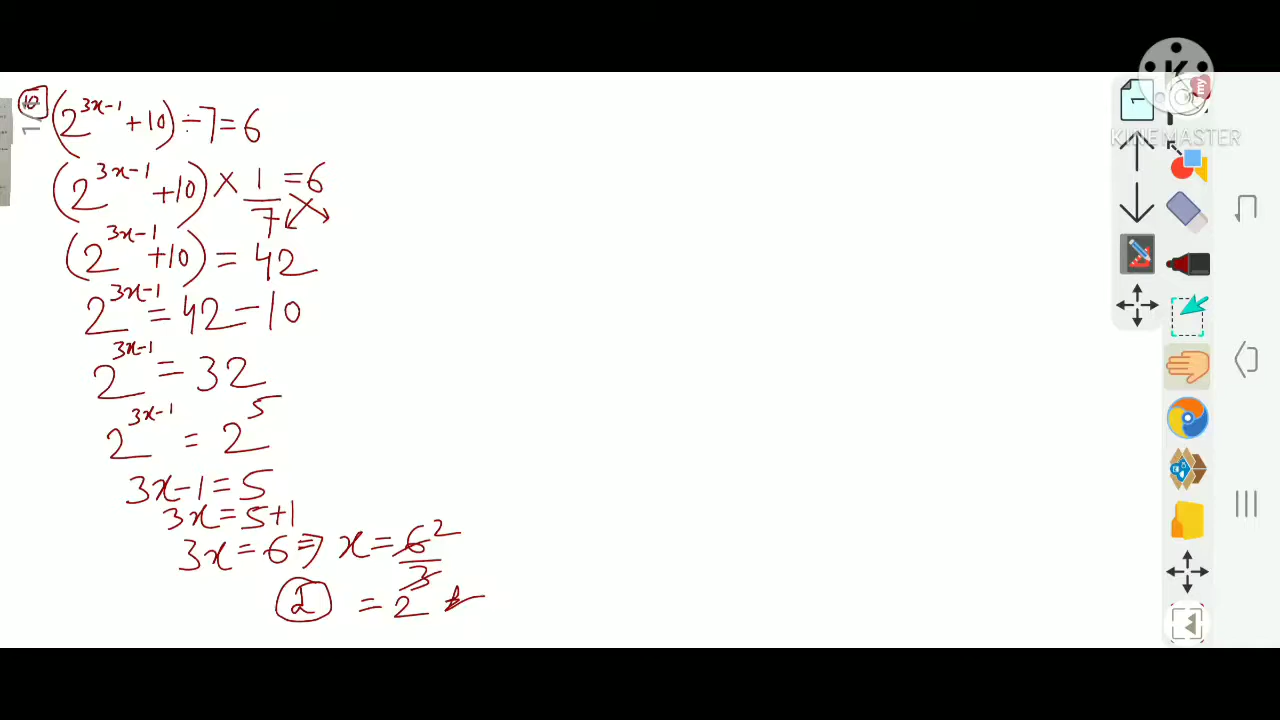 10 (2^{3x-1} + 10) ÷ 7 = 6
(2^{3x-1} + 10) × 1/7 = 6
(2^{3x-1} + 10) = 42
2^{3x-1} = 42 - 10
2^{3x-1} = 32
2^{3x-1} = 2^5
3x-1 = 5
3x = 5+1
3x = 6 ⇒ x = 6/3 2
= 2
KINEMASTER
1